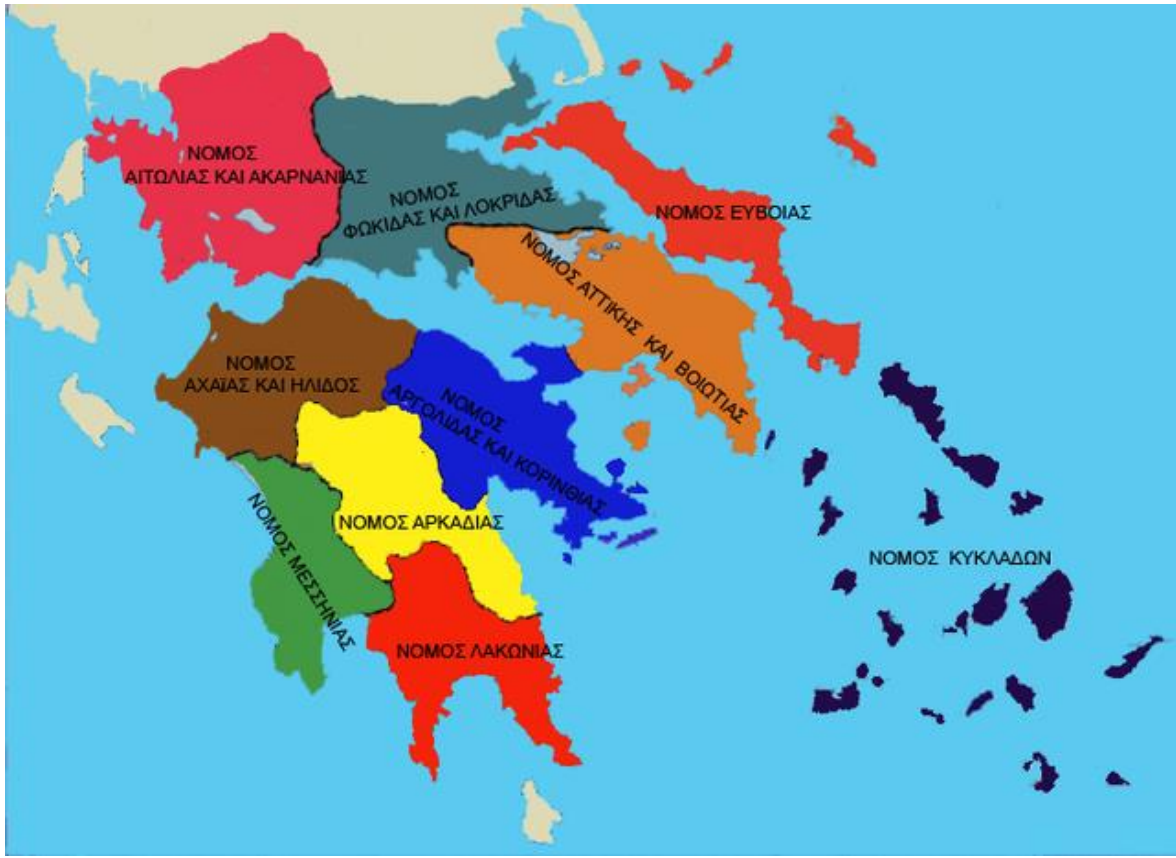 ΝΟΜΟΣ
ΑΙΤΩΛΙΑΣ ΚΑΙ ΑΚΑΡΝΑΝΙΑΣ
ΝΟΜΟΣ
ΦΩΚΙΔΑΣ ΚΑΙ ΛΟΚΡΙΔΑΣ
ΝΟΜΟΣ ΕΥΒΟΙΑΣ
ΝΟΜΟΣ ΑΤΤΙΚΗΣ ΚΑΙ ΒΟΙΩΤΙΑΣ
ΝΟΜΟΣ
ΑΧΑΪΑΣ ΚΑΙ ΗΛΙΔΟΣ
ΝΟΜΟΣ
ΑΡΓΟΛΙΔΑΣ ΚΑΙ ΚΟΡΙΝΘΙΑΣ
ΝΟΜΟΣ ΑΡΚΑΔΙΑΣ
ΝΟΜΟΣ ΜΕΣΣΗΝΙΑΣ
ΝΟΜΟΣ ΚΥΚΛΑΔΩΝ
ΝΟΜΟΣ ΛΑΚΩΝΙΑΣ